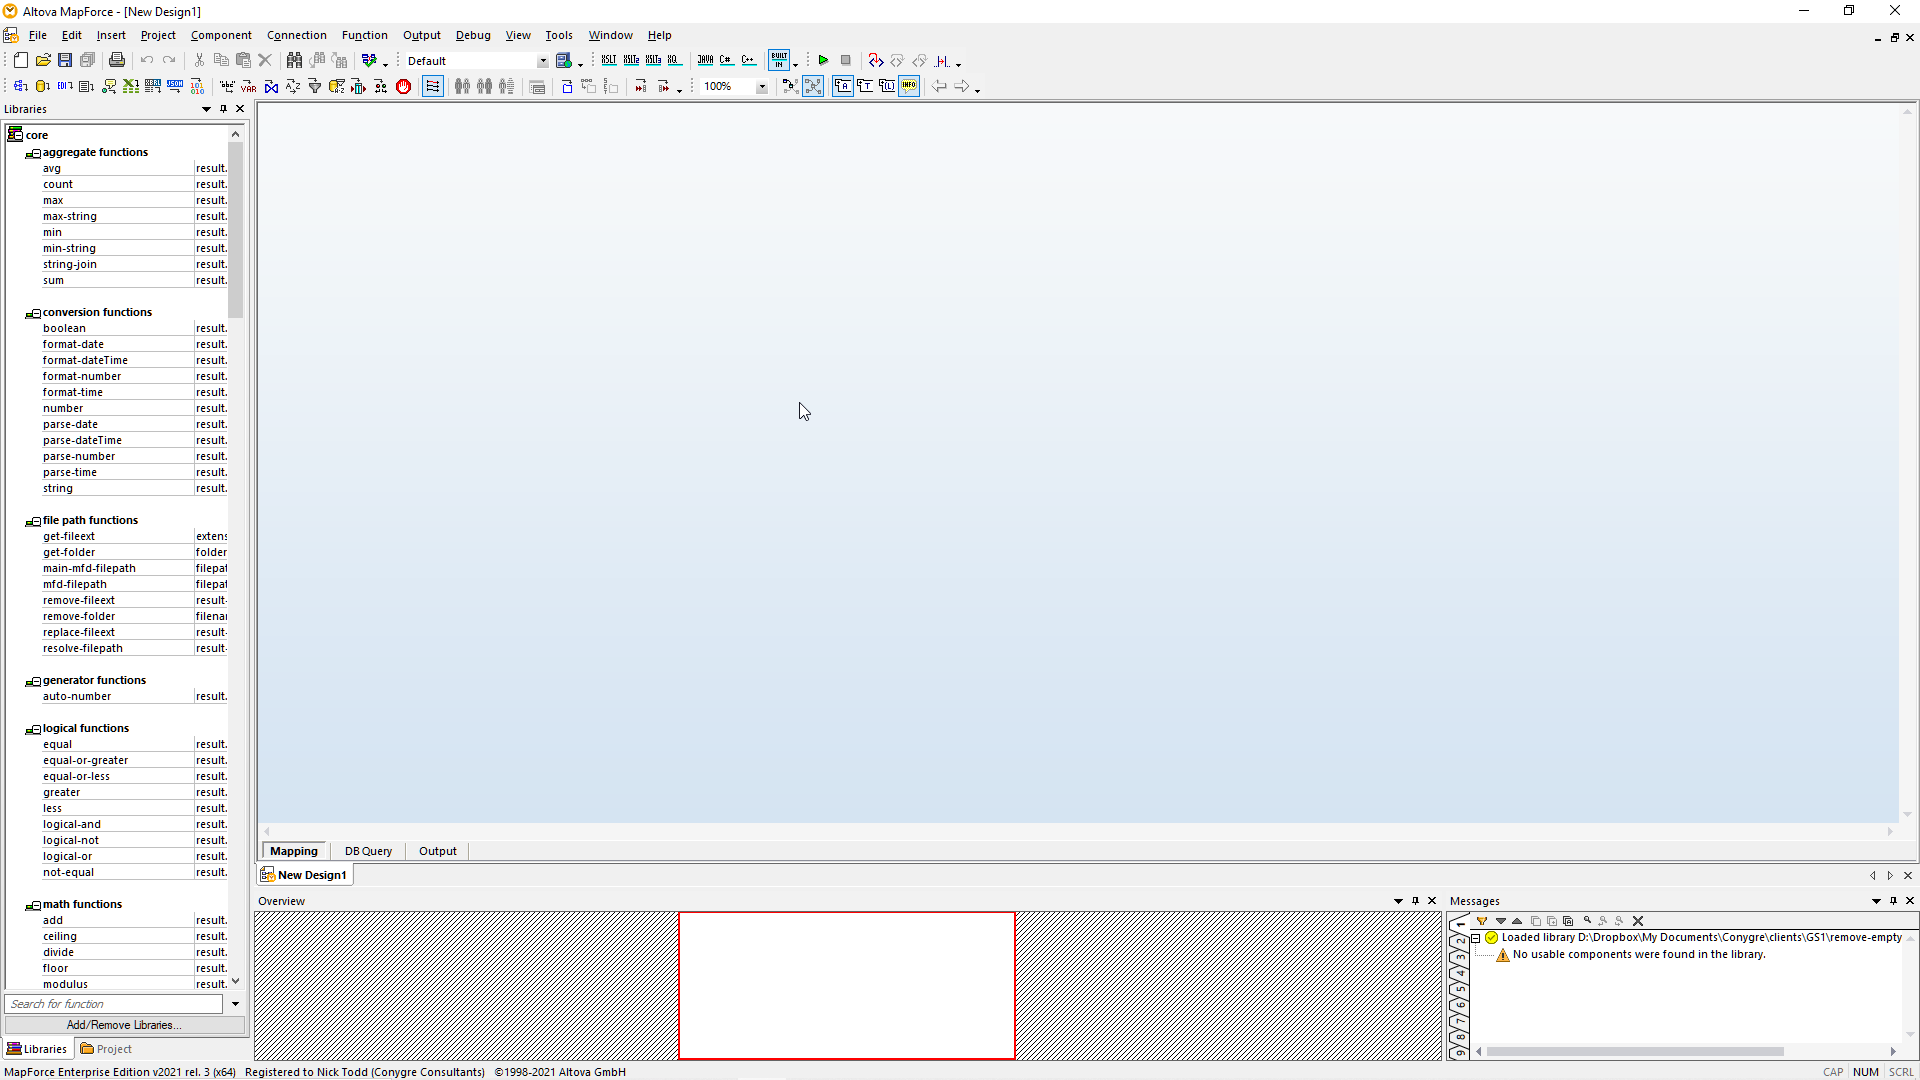 Altova MapForce - [New Design1]
File Edit Insert Project Component Connection Function Output Debug View Tools Window Help
Default
XSLT XSLT2 XSLT3 XQ... JAVA C# C++ BUILT IN
100%
INFO
Libraries
core
aggregate functions
avg result.
count result.
max result.
max-string result.
min result.
min-string result.
string-join result.
sum result.
conversion functions
boolean result.
format-date result.
format-dateTime result.
format-number result.
format-time result.
number result.
parse-date result.
parse-dateTime result.
parse-number result.
parse-time result.
string result.
file path functions
get-fileext extens
get-folder folder
main-mfd-filepath filepat
mfd-filepath filepat
remove-fileext result-
remove-folder filenar
replace-fileext result-
resolve-filepath result-
generator functions
auto-number result.
logical functions
equal result.
equal-or-greater result.
equal-or-less result.
greater result.
less result.
logical-and result.
logical-not result.
logical-or result.
not-equal result.
math functions
add result.
ceiling result.
divide result.
floor result.
modulus result.
Search for function
Add/Remove Libraries...
Libraries Project
Mapping DB Query Output
New Design1
Overview
Messages
1
2
3
4
5
6
7
8
9
Loaded library D:\Dropbox\My Documents\Conygre\clients\GS1\remove-empty
No usable components were found in the library.
MapForce Enterprise Edition v2021 rel. 3 (x64) Registered to Nick Todd (Conygre Consultants) ©1998-2021 Altova GmbH
CAP NUM SCRL